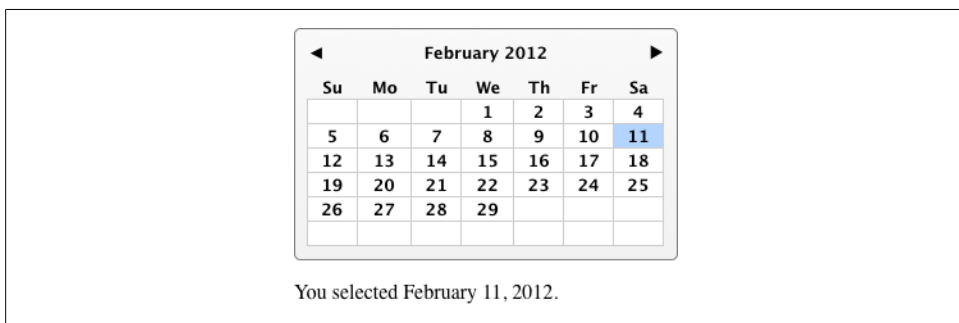 ◀ February 2012 ▶
Su Mo Tu We Th Fr Sa
1 2 3 4
5 6 7 8 9 10 11
12 13 14 15 16 17 18
19 20 21 22 23 24 25
26 27 28 29
You selected February 11, 2012.